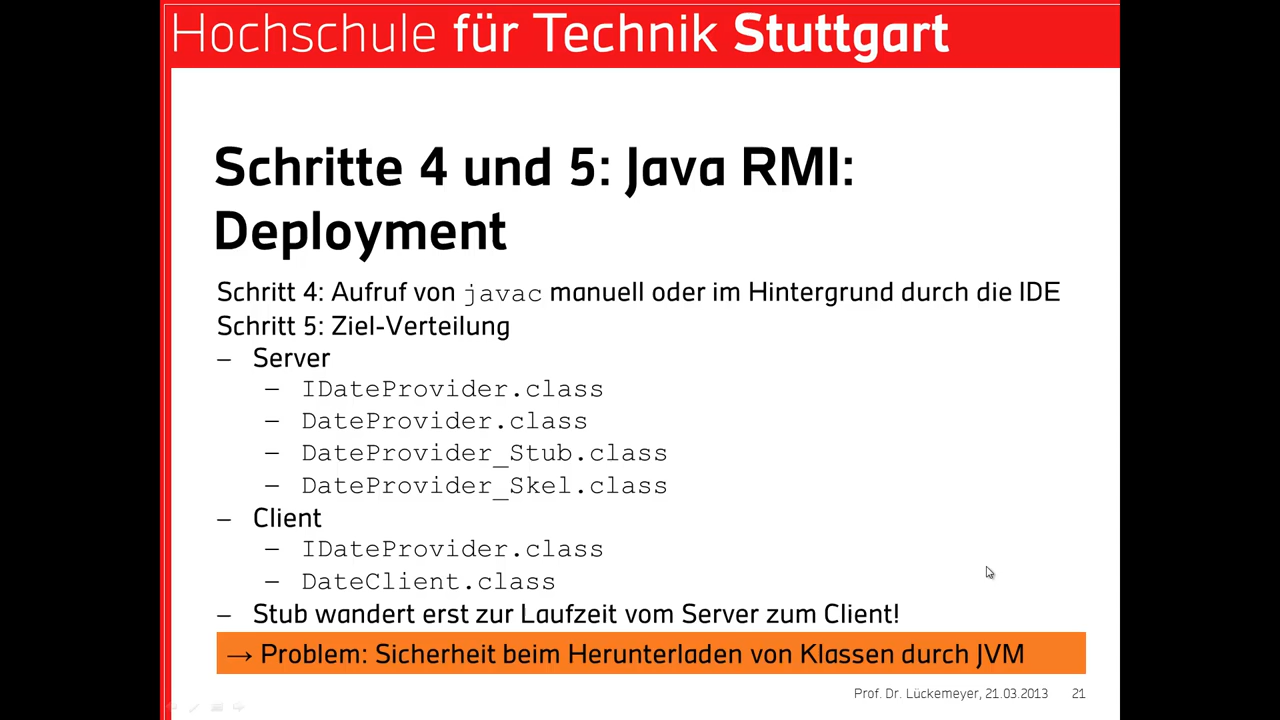 Hochschule für Technik Stuttgart
Schritte 4 und 5: Java RMI:
Deployment
Schritt 4: Aufruf von javac manuell oder im Hintergrund durch die IDE
Schritt 5: Ziel-Verteilung
– Server
– IDateProvider.class
– DateProvider.class
– DateProvider_Stub.class
– DateProvider_Skel.class
– Client
– IDateProvider.class
– DateClient.class
– Stub wandert erst zur Laufzeit vom Server zum Client!
→ Problem: Sicherheit beim Herunterladen von Klassen durch JVM
Prof. Dr. Lückemeyer, 21.03.2013 21